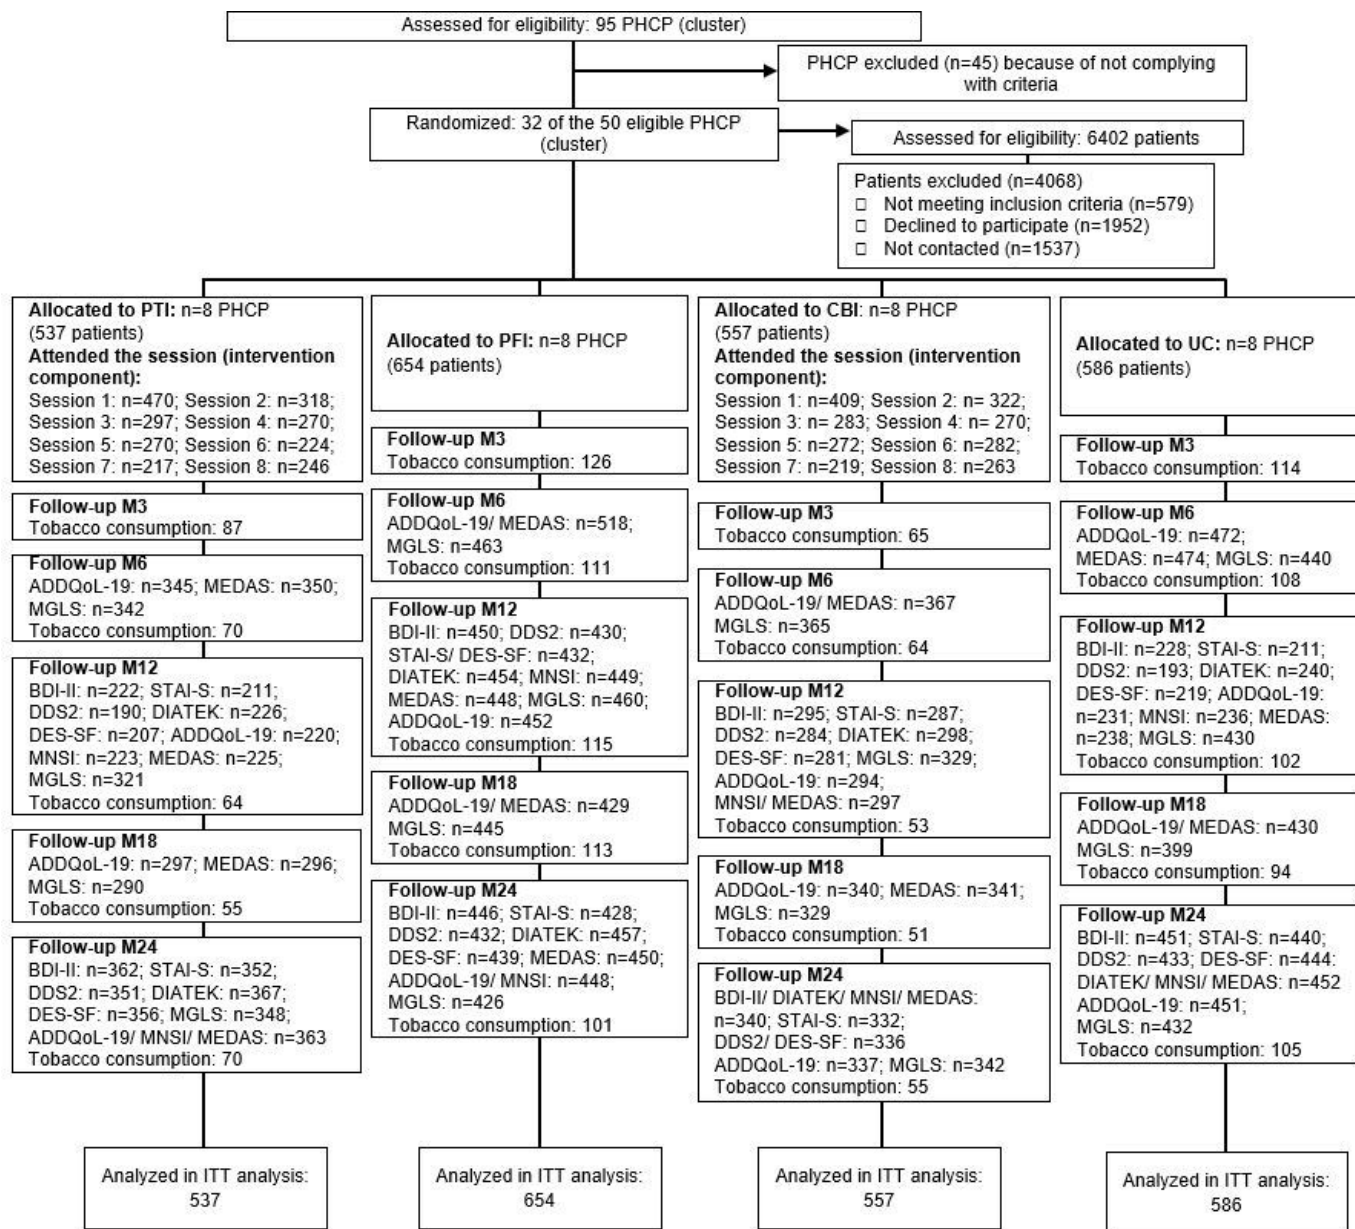 Assessed for eligibility: 95 PHCP (cluster)
PHCP excluded (n=45) because of not complying
with criteria
Randomized: 32 of the 50 eligible PHCP
(cluster)
Assessed for eligibility: 6402 patients
Patients excluded (n=4068)
□ Not meeting inclusion criteria (n=579)
□ Declined to participate (n=1952)
□ Not contacted (n=1537)
Allocated to PTI: n=8 PHCP
(537 patients)
Attended the session (intervention
component):
Session 1: n=470; Session 2: n=318;
Session 3: n=297; Session 4: n=270;
Session 5: n=270; Session 6: n=224;
Session 7: n=217; Session 8: n=246
Follow-up M3
Tobacco consumption: 87
Follow-up M6
ADDQoL-19: n=345; MEDAS: n=350;
MGLS: n=342
Tobacco consumption: 70
Follow-up M12
BDI-II: n=222; STAI-S: n=211;
DDS2: n=190; DIATEK: n=226;
DES-SF: n=207; ADDQoL-19: n=220;
MNSI: n=223; MEDAS: n=225;
MGLS: n=321
Tobacco consumption: 64
Follow-up M18
ADDQoL-19: n=297; MEDAS: n=296;
MGLS: n=290
Tobacco consumption: 55
Follow-up M24
BDI-II: n=362; STAI-S: n=352;
DDS2: n=351; DIATEK: n=367;
DES-SF: n=356; MGLS: n=348;
ADDQoL-19/ MNSI/ MEDAS: n=363
Tobacco consumption: 70
Analyzed in ITT analysis:
537
Allocated to PFI: n=8 PHCP
(654 patients)
Follow-up M3
Tobacco consumption: 126
Follow-up M6
ADDQoL-19/ MEDAS: n=518;
MGLS: n=463
Tobacco consumption: 111
Follow-up M12
BDI-II: n=450; DDS2: n=430;
STAI-S/ DES-SF: n=432;
DIATEK: n=454; MNSI: n=449;
MEDAS: n=448; MGLS: n=460;
ADDQoL-19: n=452
Tobacco consumption: 115
Follow-up M18
ADDQoL-19/ MEDAS: n=429
MGLS: n=445
Tobacco consumption: 113
Follow-up M24
BDI-II: n=446; STAI-S: n=428;
DDS2: n=432; DIATEK: n=457;
DES-SF: n=439; MEDAS: n=450;
ADDQoL-19/ MNSI: n=448;
MGLS: n=426
Tobacco consumption: 101
Analyzed in ITT analysis:
654
Allocated to CBI: n=8 PHCP
(557 patients)
Attended the session (intervention
component):
Session 1: n=409; Session 2: n= 322;
Session 3: n= 283; Session 4: n= 270;
Session 5: n=272; Session 6: n=282;
Session 7: n=219; Session 8: n=263
Follow-up M3
Tobacco consumption: 65
Follow-up M6
ADDQoL-19/ MEDAS: n=367
MGLS: n=365
Tobacco consumption: 64
Follow-up M12
BDI-II: n=295; STAI-S: n=287;
DDS2: n=284; DIATEK: n=298;
DES-SF: n=281; MGLS: n=329;
ADDQoL-19: n=294;
MNSI/ MEDAS: n=297
Tobacco consumption: 53
Follow-up M18
ADDQoL-19: n=340; MEDAS: n=341;
MGLS: n=329
Tobacco consumption: 51
Follow-up M24
BDI-II/ DIATEK/ MNSI/ MEDAS:
n=340; STAI-S: n=332;
DDS2/ DES-SF: n=336
ADDQoL-19: n=337; MGLS: n=342
Tobacco consumption: 55
Analyzed in ITT analysis:
557
Allocated to UC: n=8 PHCP
(586 patients)
Follow-up M3
Tobacco consumption: 114
Follow-up M6
ADDQoL-19: n=472;
MEDAS: n=474; MGLS: n=440
Tobacco consumption: 108
Follow-up M12
BDI-II: n=228; STAI-S: n=211;
DDS2: n=193; DIATEK: n=240;
DES-SF: n=219; ADDQoL-19:
n=231; MNSI: n=236; MEDAS:
n=238; MGLS: n=430
Tobacco consumption: 102
Follow-up M18
ADDQoL-19/ MEDAS: n=430
MGLS: n=399
Tobacco consumption: 94
Follow-up M24
BDI-II: n=451; STAI-S: n=440;
DDS2: n=433; DES-SF: n=444;
DIATEK/ MNSI/ MEDAS: n=452
ADDQoL-19: n=451;
MGLS: n=432
Tobacco consumption: 105
Analyzed in ITT analysis:
586